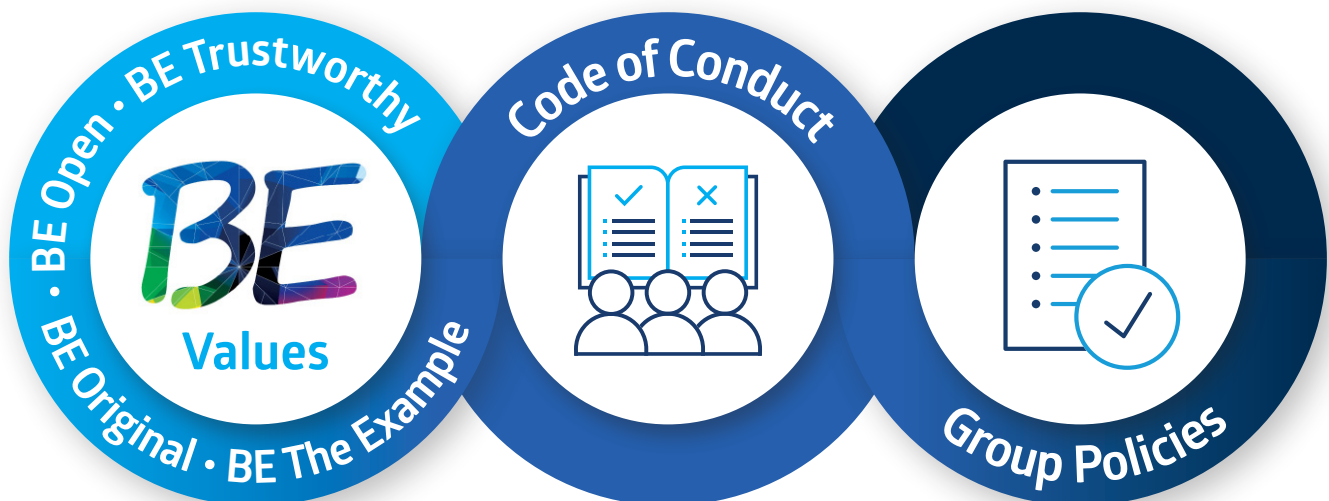 BE Open • BE Trustworthy
• BE Original • BE The Example
BE
Values
Code of Conduct
Group Policies